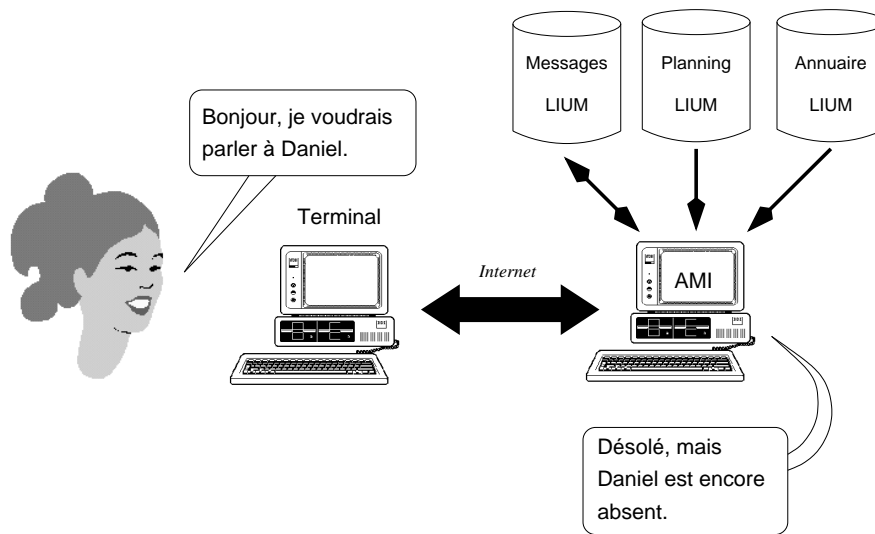 Messages
LIUM
Planning
LIUM
Annuaire
LIUM
Bonjour, je voudrais
parler à Daniel.
Terminal
Internet
AMI
Désolé, mais
Daniel est encore
absent.